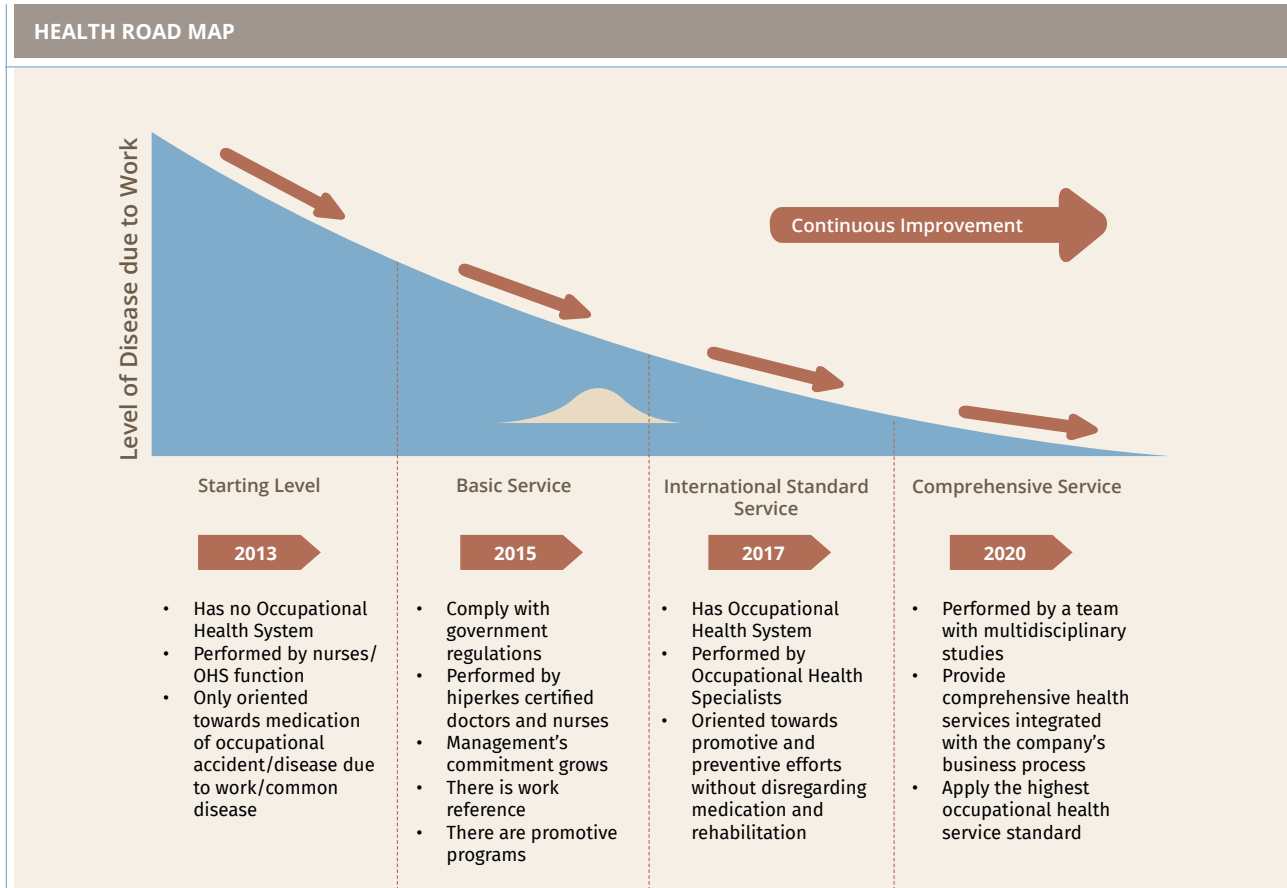 HEALTH ROAD MAP
Level of Disease due to Work
Continuous Improvement
Starting Level
2013
• Has no Occupational
Health System
• Performed by nurses/
OHS function
• Only oriented
towards medication
of occupational
accident/disease due
to work/common
disease
Basic Service
2015
• Comply with
government
regulations
• Performed by
hiperkes certified
doctors and nurses
• Management’s
commitment grows
• There is work
reference
• There are promotive
programs
International Standard
Service
2017
• Has Occupational
Health System
• Performed by
Occupational Health
Specialists
• Oriented towards
promotive and
preventive efforts
without disregarding
medication and
rehabilitation
Comprehensive Service
2020
• Performed by a team
with multidisciplinary
studies
• Provide
comprehensive health
services integrated
with the company’s
business process
• Apply the highest
occupational health
service standard